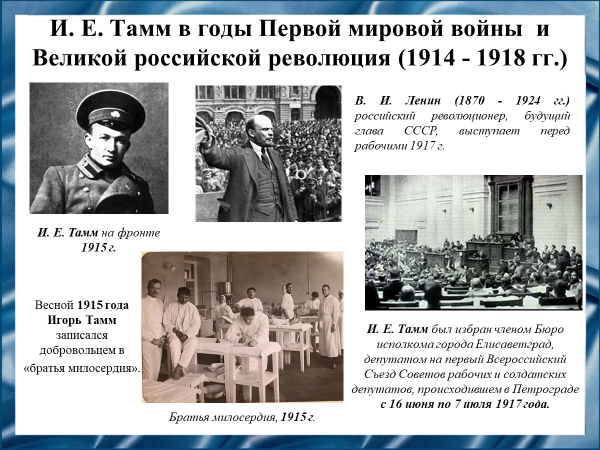 И. Е. Тамм в годы Первой мировой войны и
Великой российской революция (1914 - 1918 гг.)
В. И. Ленин (1870 - 1924 гг.)
российский революционер, будущий
глава СССР, выступает перед
рабочими 1917 г.
И. Е. Тамм на фронте
1915 г.
Весной 1915 года
Игорь Тамм
записался
добровольцем в
«братья милосердия».
Братья милосердия, 1915 г.
И. Е. Тамм был избран членом Бюро
исполкома города Елисаветград,
депутатом на первый Всероссийский
Съезд Советов рабочих и солдатских
депутатов, происходившем в Петрограде
с 16 июня по 7 июля 1917 года.